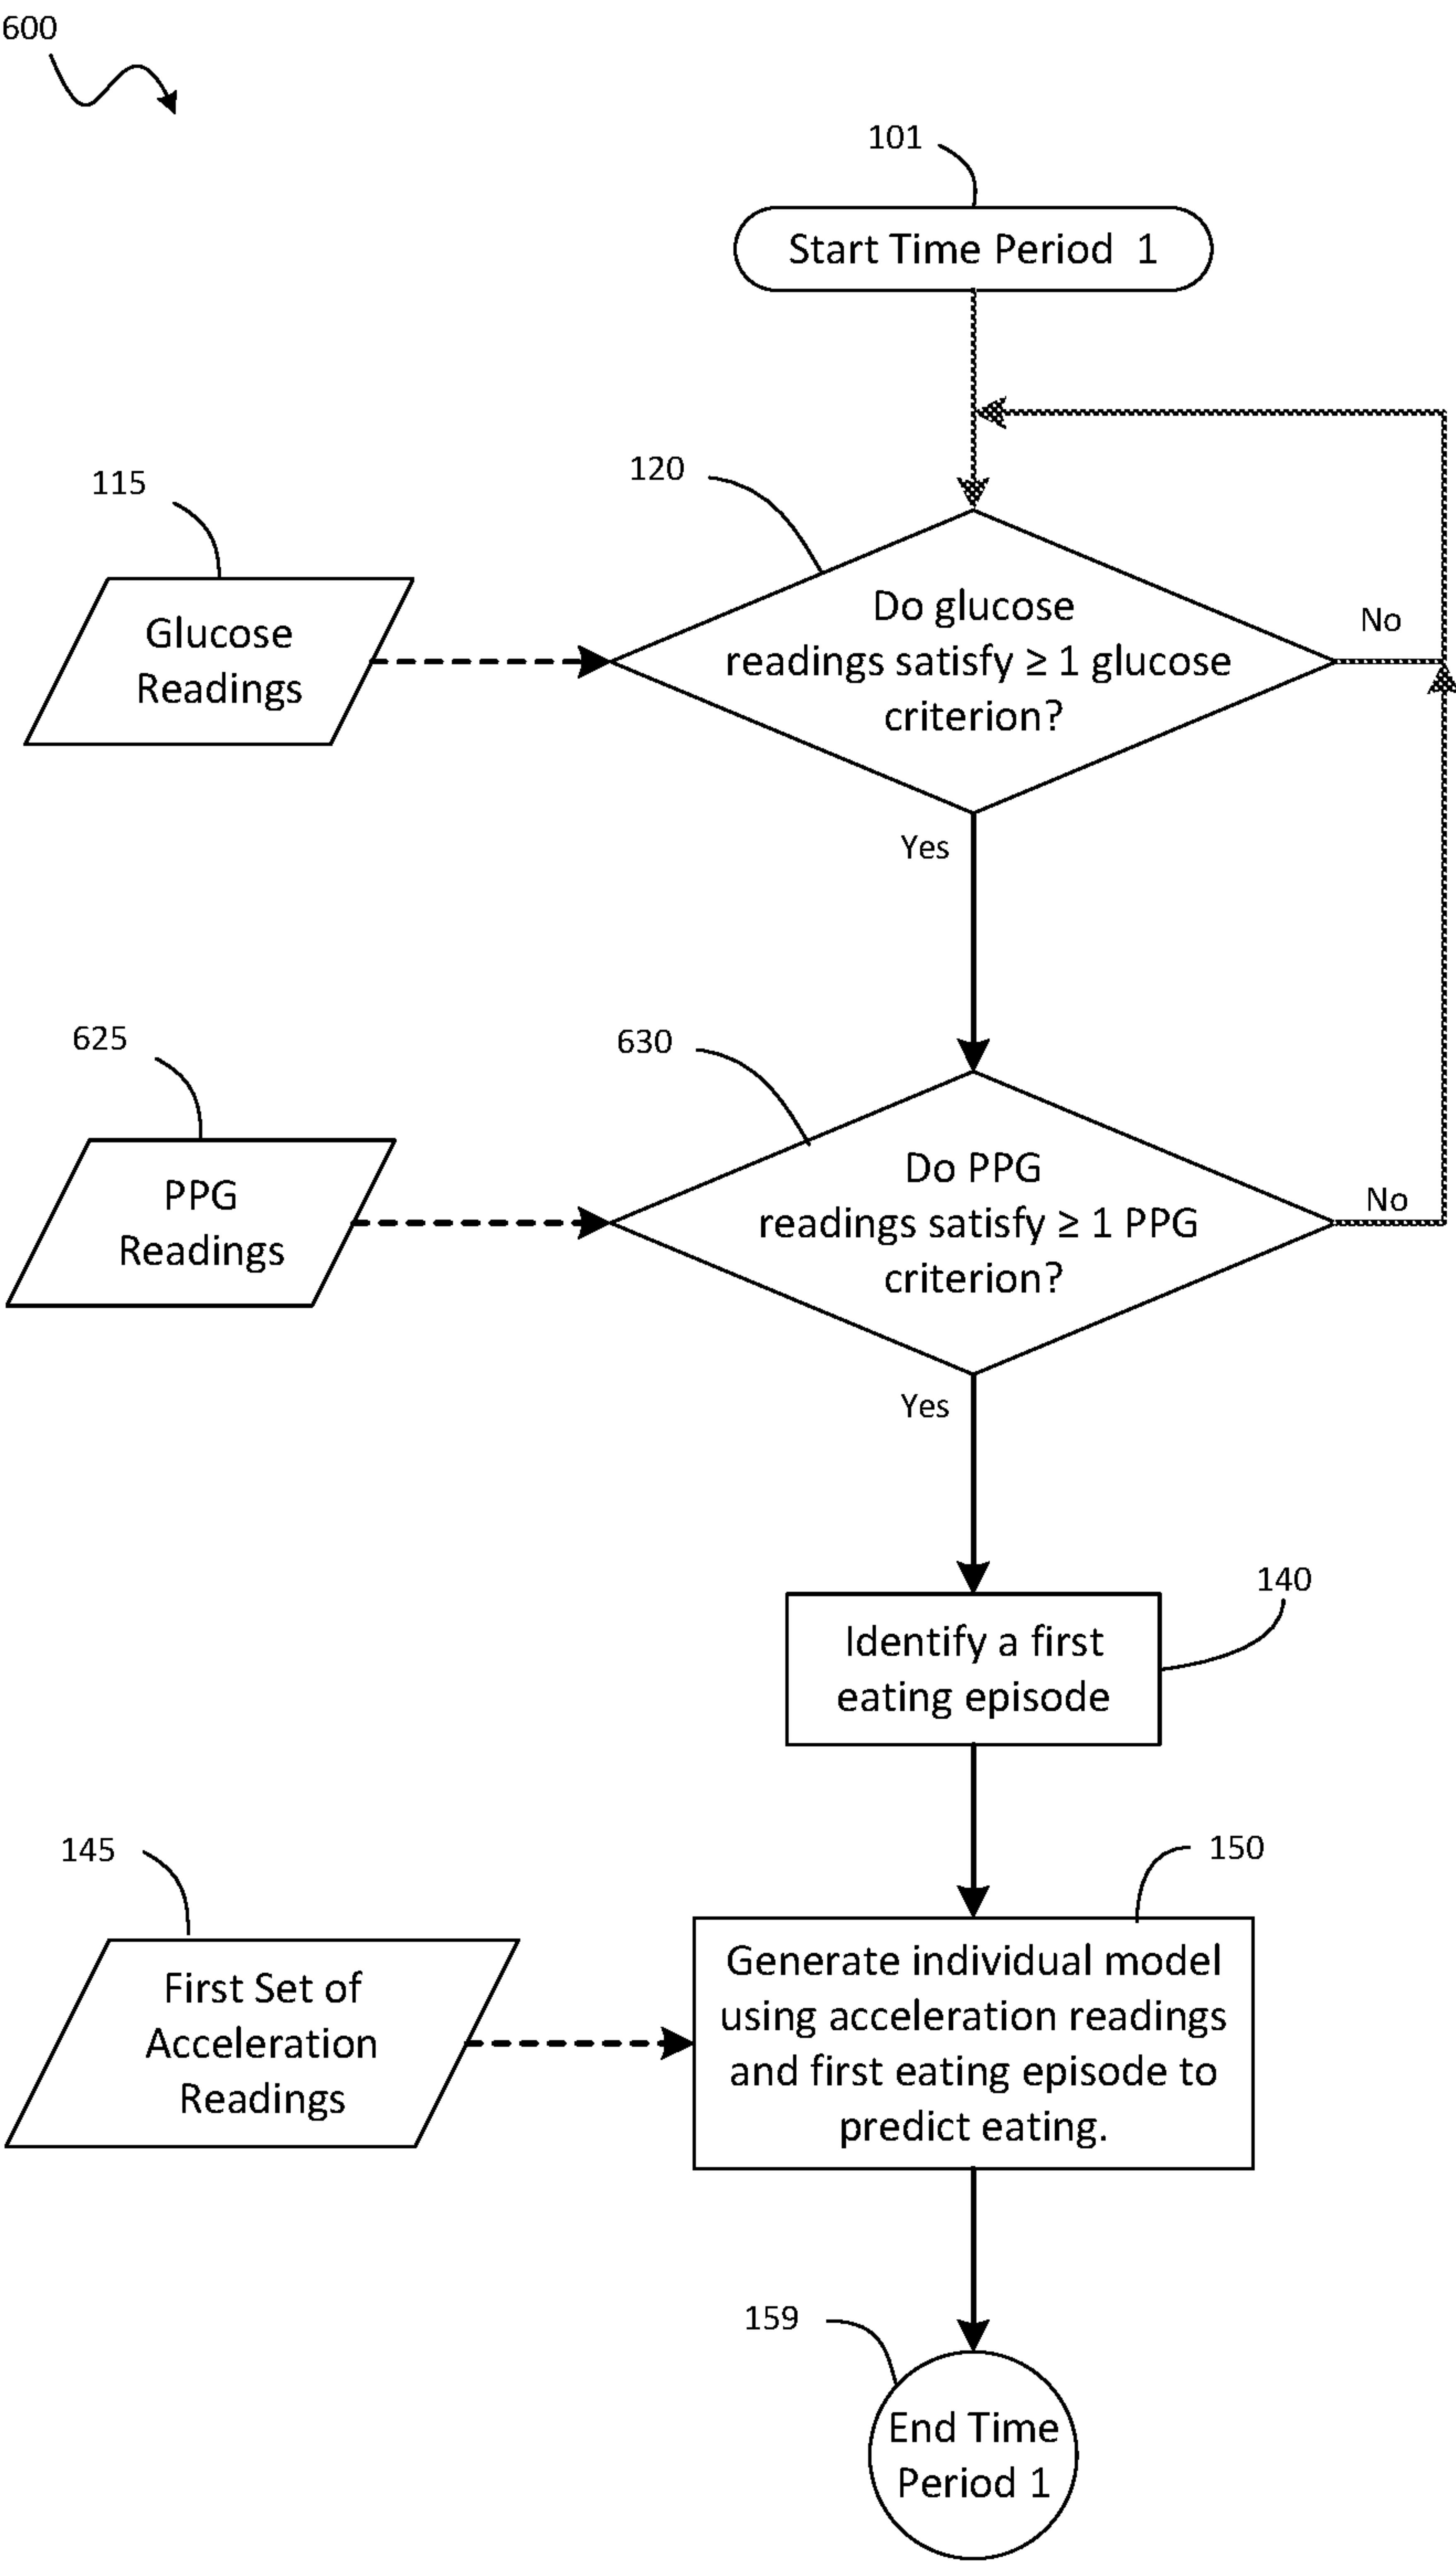 600
101
Start Time Period 1
115
120
Glucose
Readings
Do glucose
readings satisfy ≥ 1 glucose
criterion?
No
Yes
625
630
PPG
Readings
Do PPG
readings satisfy ≥ 1 PPG
criterion?
No
Yes
140
Identify a first
eating episode
145
150
First Set of
Acceleration
Readings
Generate individual model
using acceleration readings
and first eating episode to
predict eating.
159
End Time
Period 1